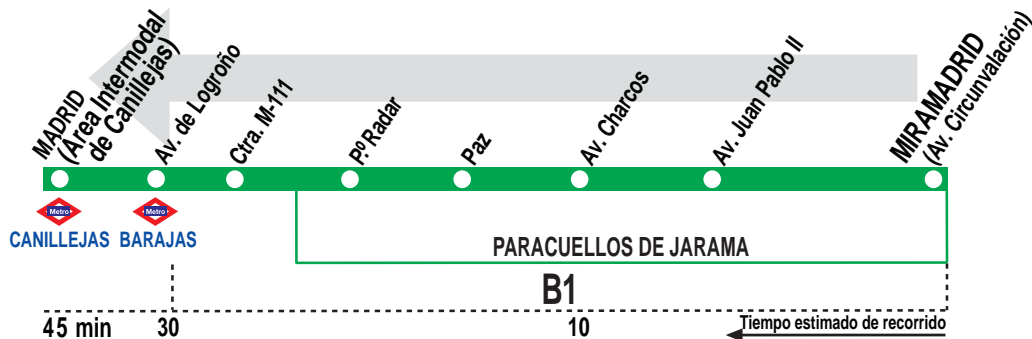 MADRID
(Área Intermodal
de Canillejas)
Av. de Logroño
Ctra. M-111
Pº Radar
Paz
Av. Charcos
Av. Juan Pablo II
MIRAMADRID
(Av. Circunvalación)
Metro
Metro
CANILLEJAS
BARAJAS
PARACUELLOS DE JARAMA
B1
45 min
30
10
Tiempo estimado de recorrido